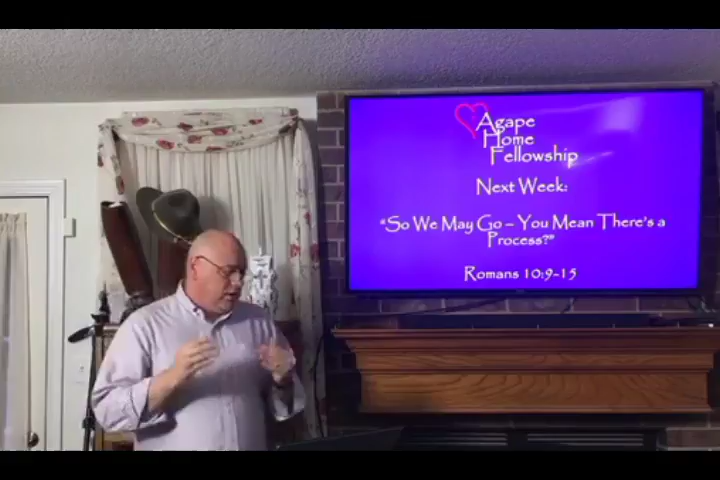 Agape
Home
Fellowship
Next Week:
"So We May Go – You Mean There's a
Process?"
Romans 10:9-15